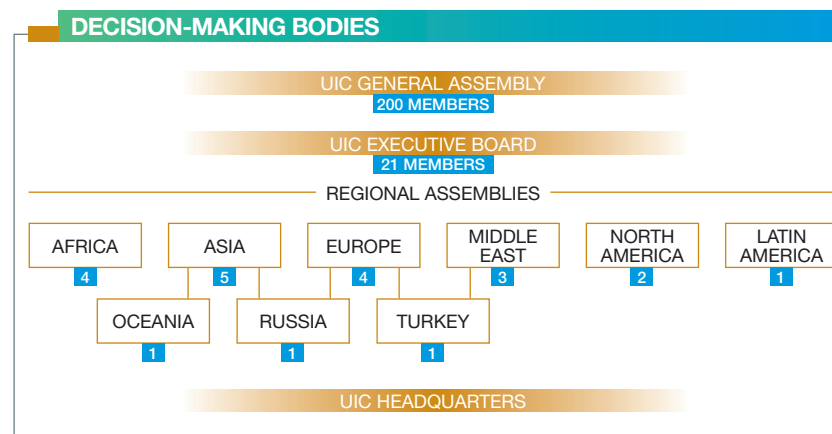 DECISION-MAKING BODIES
UIC GENERAL ASSEMBLY
200 MEMBERS
UIC EXECUTIVE BOARD
21 MEMBERS
REGIONAL ASSEMBLIES
AFRICA
4
ASIA
5
EUROPE
4
MIDDLE
EAST
3
NORTH
AMERICA
2
LATIN
AMERICA
1
OCEANIA
1
RUSSIA
1
TURKEY
1
UIC HEADQUARTERS